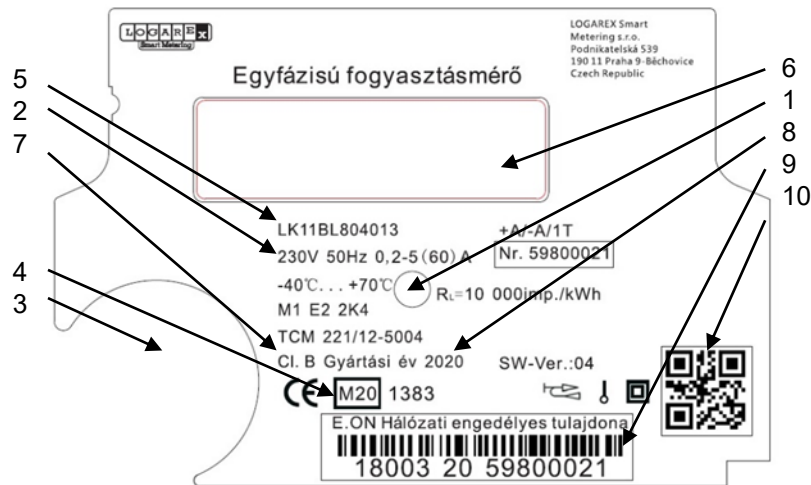 LOGAREX
Smart Metering
LOGAREX Smart
Metering s.r.o.
Podnikatelská 539
190 11 Praha 9-Běchovice
Czech Republic
Egyfázisú fogyasztásmérő
5
2
7
4
3
6
1
8
9
10
LK11BL804013 +A/-A/1T
230V 50Hz 0,2-5(60)A Nr. 59800021
-40℃... +70℃
RL=10 000imp./kWh
M1 E2 2K4
TCM 221/12-5004
Cl. B Gyártási év 2020 SW-Ver.:04
CE M20 1383
E.ON Hálózati engedélyes tulajdona
18003 20 59800021